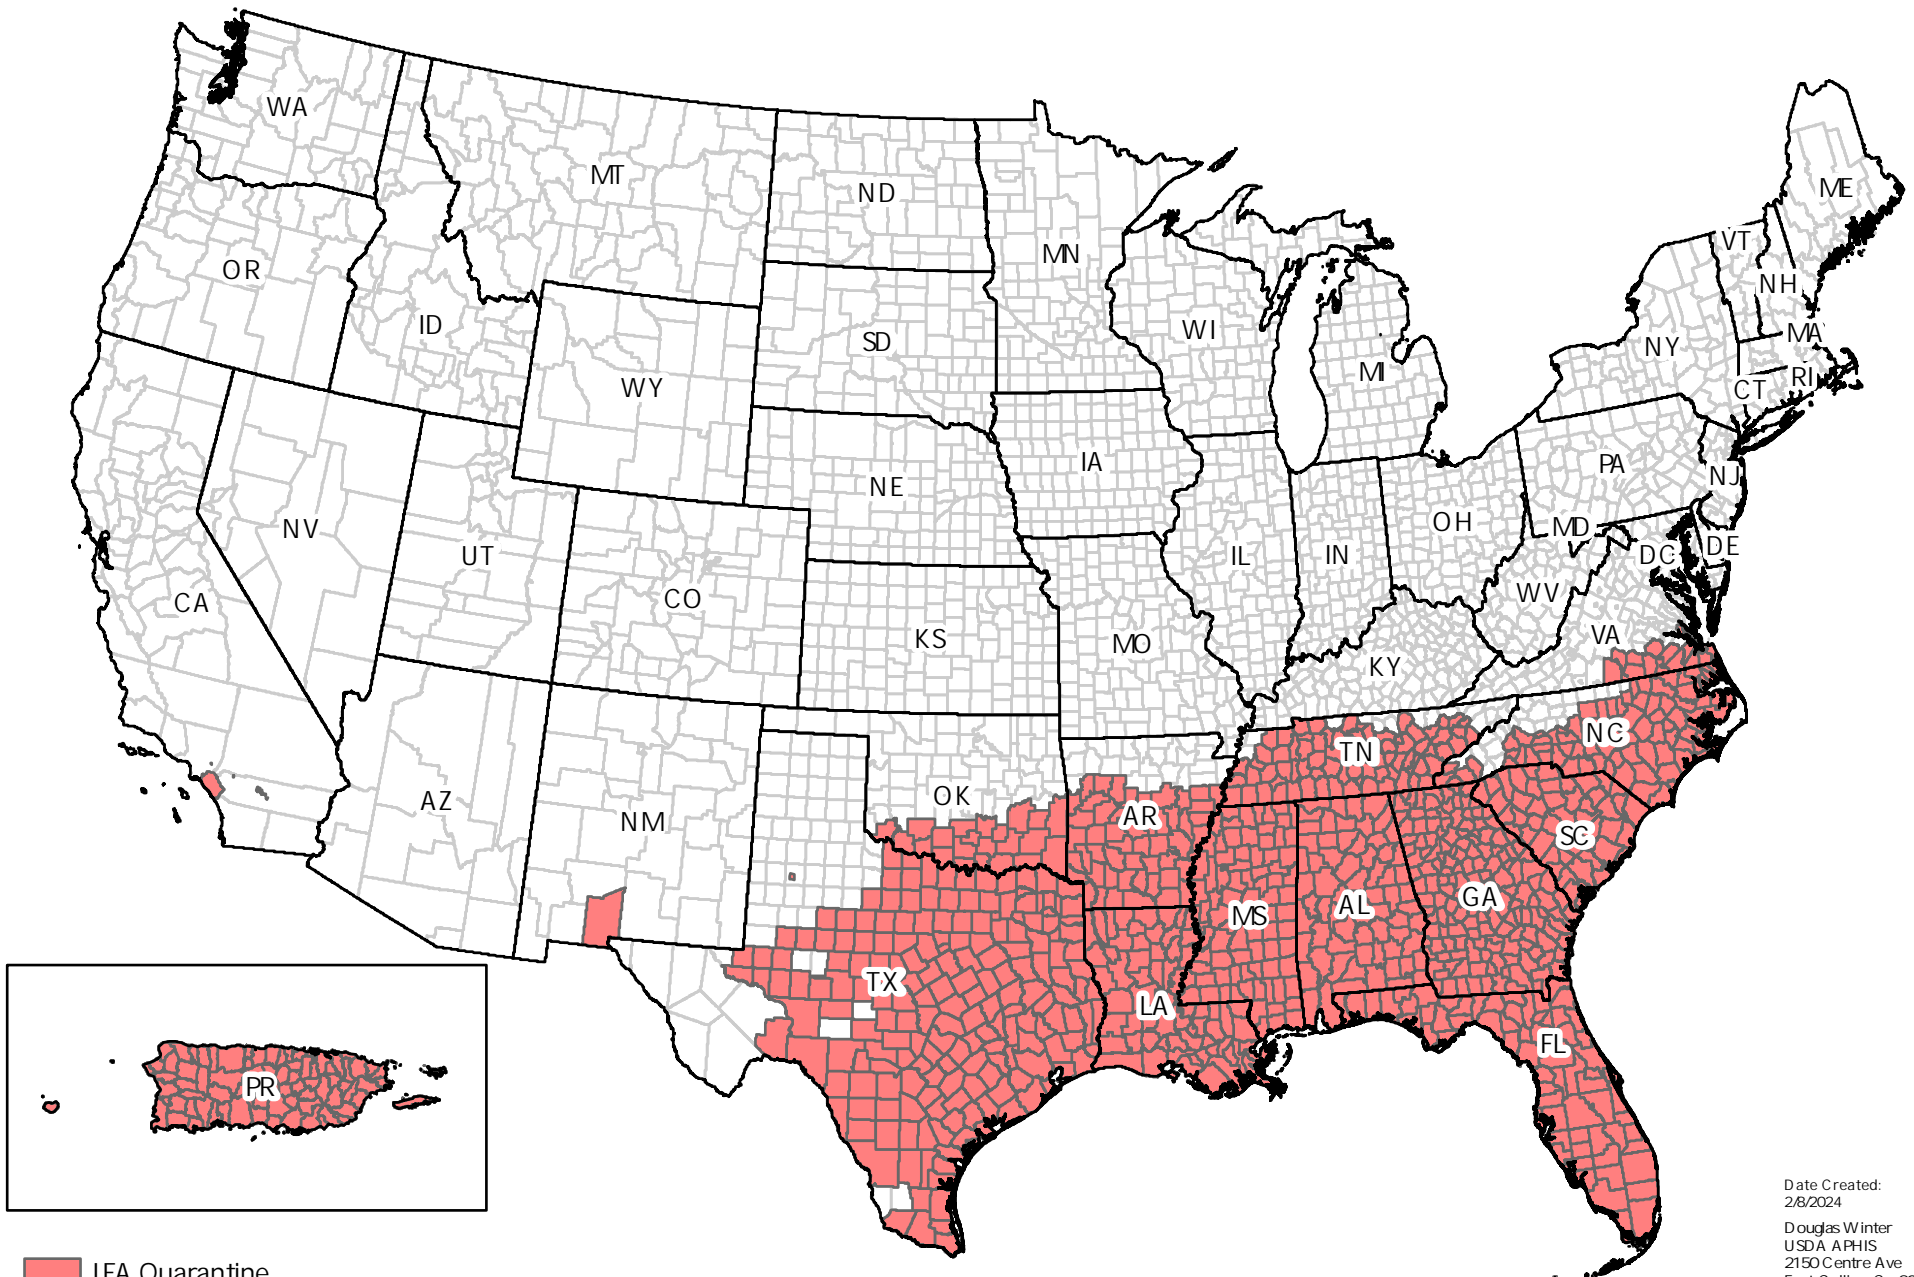 WA
MT
ND
MN
ME
VT
NH
OR
ID
WY
SD
WI
MI
NY
MA
RI
CT
NV
UT
NE
IA
PA
NJ
CA
CO
KS
MO
IL
IN
OH
MD
DC
DE
WV
VA
KY
AZ
NM
OK
AR
TN
NC
SC
TX
LA
MS
AL
GA
FL
PR
Date Created:
2/8/2024
Douglas Winter
USDA APHIS
2150 Centre Ave
IFA Quarantine